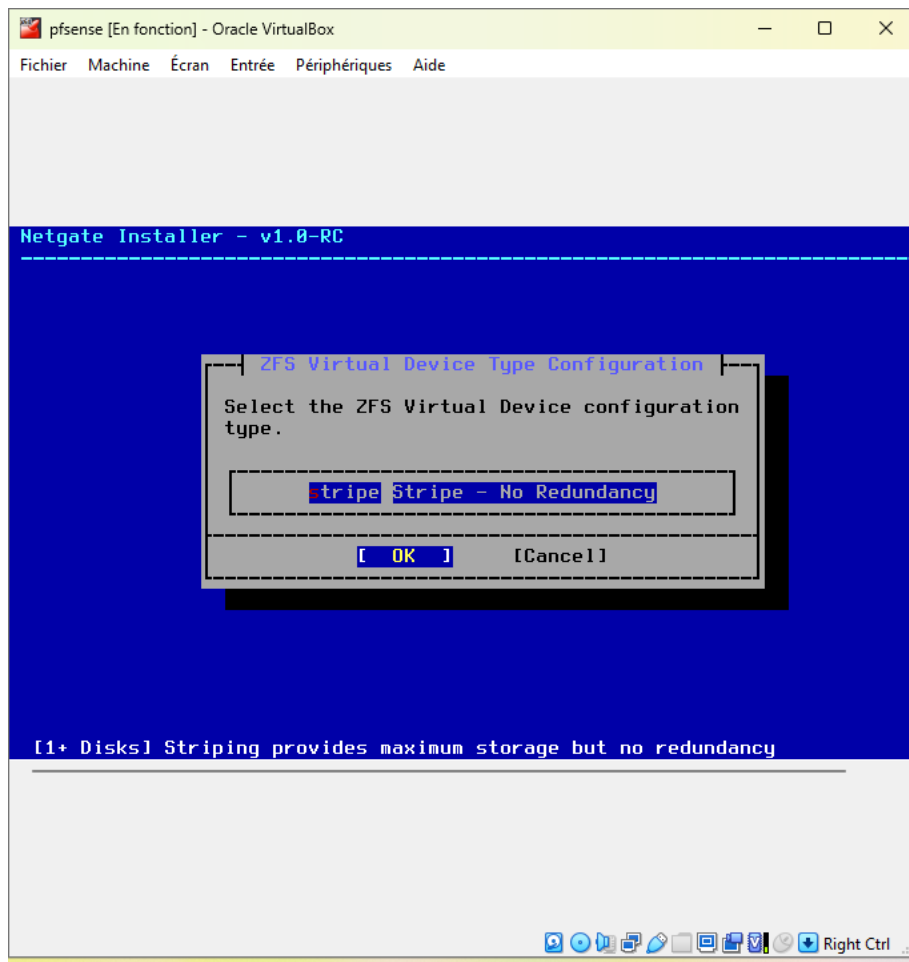 pfsense [En fonction] - Oracle VirtualBox
Fichier Machine Écran Entrée Périphériques Aide
Netgate Installer - v1.0-RC
ZFS Virtual Device Type Configuration
Select the ZFS Virtual Device configuration
type.
stripe Stripe - No Redundancy
[ OK ] [Cancel]
[1+ Disks] Striping provides maximum storage but no redundancy
Right Ctrl